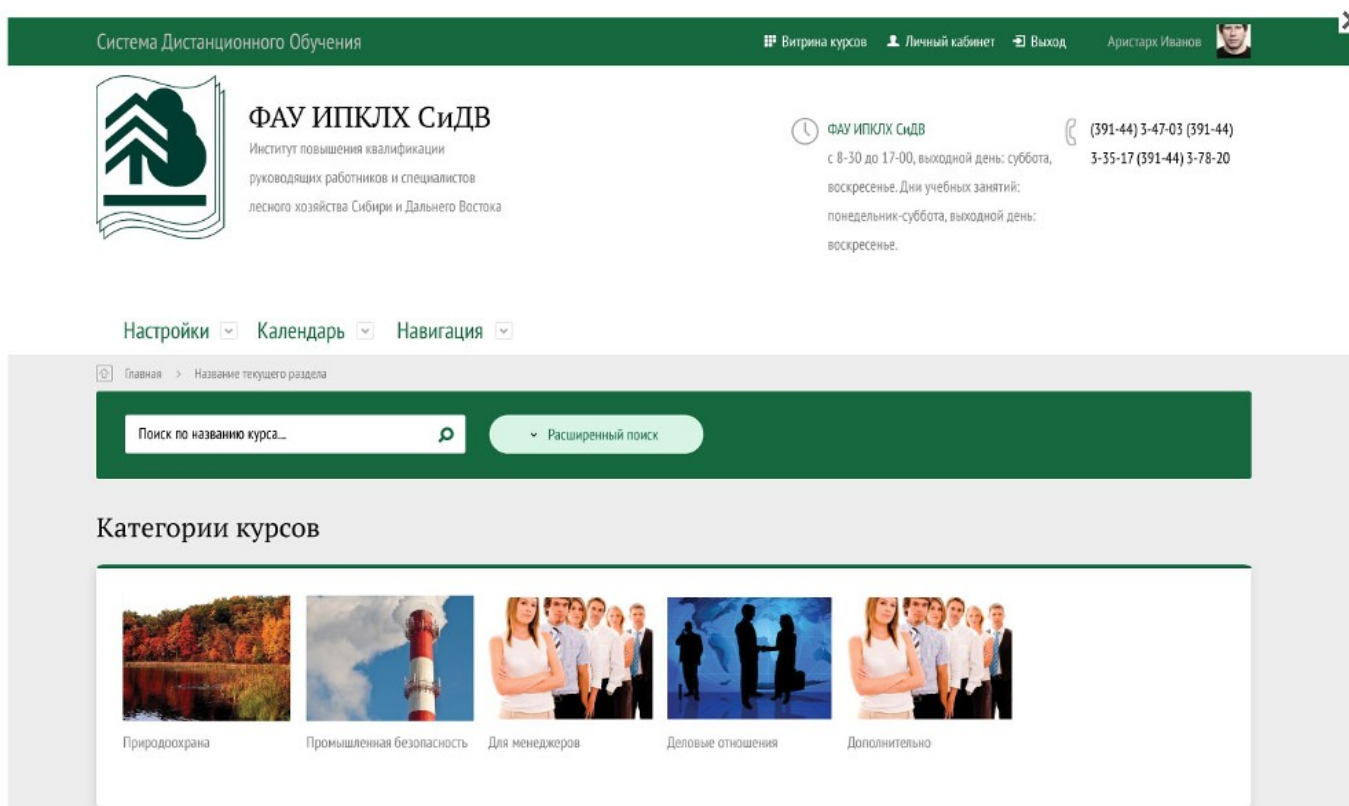 Система Дистанционного Обучения
Витрина курсов Личный кабинет Выход Аристарх Иванов
ФАУ ИПКЛХ СиДВ
Институт повышения квалификации
руководящих работников и специалистов
лесного хозяйства Сибири и Дальнего Востока
ФАУ ИПКЛХ СиДВ
с 8-30 до 17-00, выходной день: суббота,
воскресенье. Дни учебных занятий:
понедельник-суббота, выходной день:
воскресенье.
(391-44) 3-47-03 (391-44)
3-35-17 (391-44) 3-78-20
Настройки Календарь Навигация
Главная > Название текущего раздела
Поиск по названию курса...
Расширенный поиск
Категории курсов
Природоохрана
Промышленная безопасность
Для менеджеров
Деловые отношения
Дополнительно